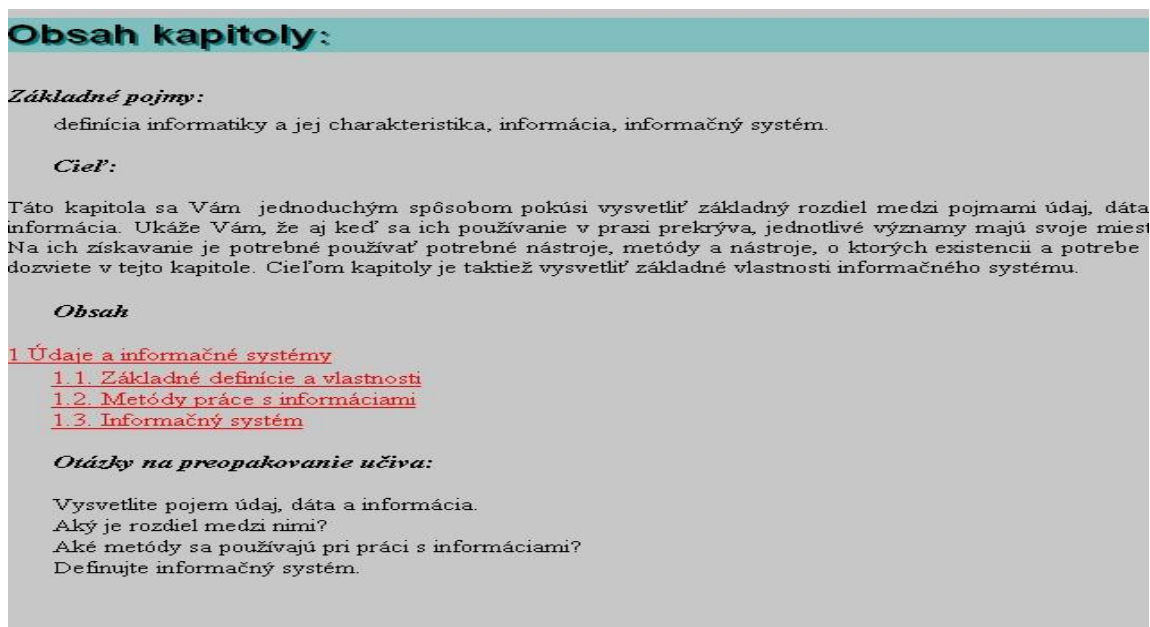 Obsah kapitoly:
Základné pojmy:
definícia informatiky a jej charakteristika, informácia, informačný systém.
Cieľ:
Táto kapitola sa Vám jednoduchým spôsobom pokúsi vysvetliť základný rozdiel medzi pojmami údaj, dáta
informácia. Ukáže Vám, že aj keď sa ich používanie v praxi prekrýva, jednotlivé významy majú svoje miest
Na ich získavanie je potrebné používať potrebné nástroje, metódy a nástroje, o ktorých existencii a potrebe
dozviete v tejto kapitole. Cieľom kapitoly je taktiež vysvetliť základné vlastnosti informačného systému.
Obsah
1 Údaje a informačné systémy
1.1. Základné definície a vlastnosti
1.2. Metódy práce s informáciami
1.3. Informačný systém
Otázky na preopakovanie učiva:
Vysvetlite pojem údaj, dáta a informácia.
Aký je rozdiel medzi nimi?
Aké metódy sa používajú pri práci s informáciami?
Definujte informačný systém.